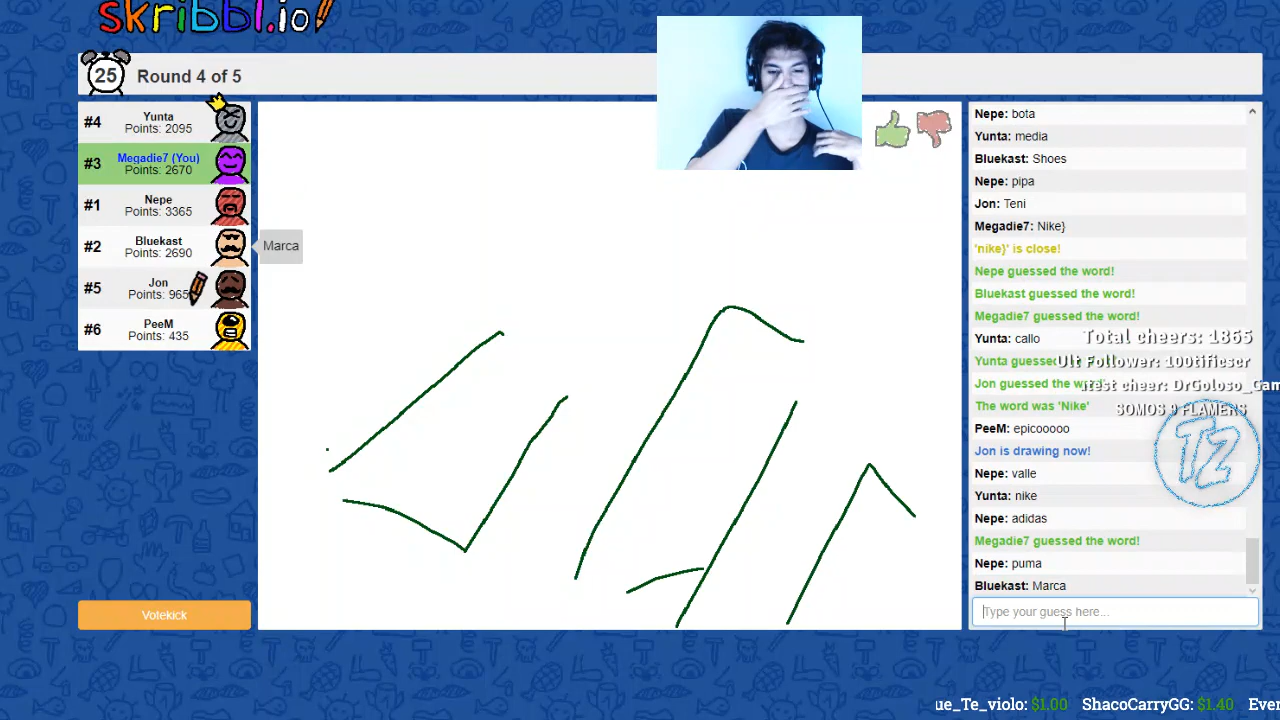 skribbl.io
25
Round 4 of 5
#4
Yunta
Points: 2095
#3
Megadie7 (You)
Points: 2670
#1
Nepe
Points: 3365
#2
Bluekast
Points: 2690
Marca
#5
Jon
Points: 965
#6
PeeM
Points: 435
Votekick
Nepe: bota
Yunta: media
Bluekast: Shoes
Nepe: pipa
Jon: Teni
Megadie7: Nike}
'nike}' is close!
Nepe guessed the word!
Bluekast guessed the word!
Megadie7 guessed the word!
Yunta: callo
Total cheers: 1865
Yunta guessed
Ult Follower: 100tificscr
Jon guessed the
cheer: DrGoloso_Gam
The word was 'Nike'
SOMOS 9 FLAMERS
PeeM: epicooooo
Jon is drawing now!
Nepe: valle
Yunta: nike
Nepe: adidas
Megadie7 guessed the word!
Nepe: puma
Bluekast: Marca
TZ
Type your guess here...
ue_Te_violo: $1.00 ShacoCarryGG: $1.40 Ever